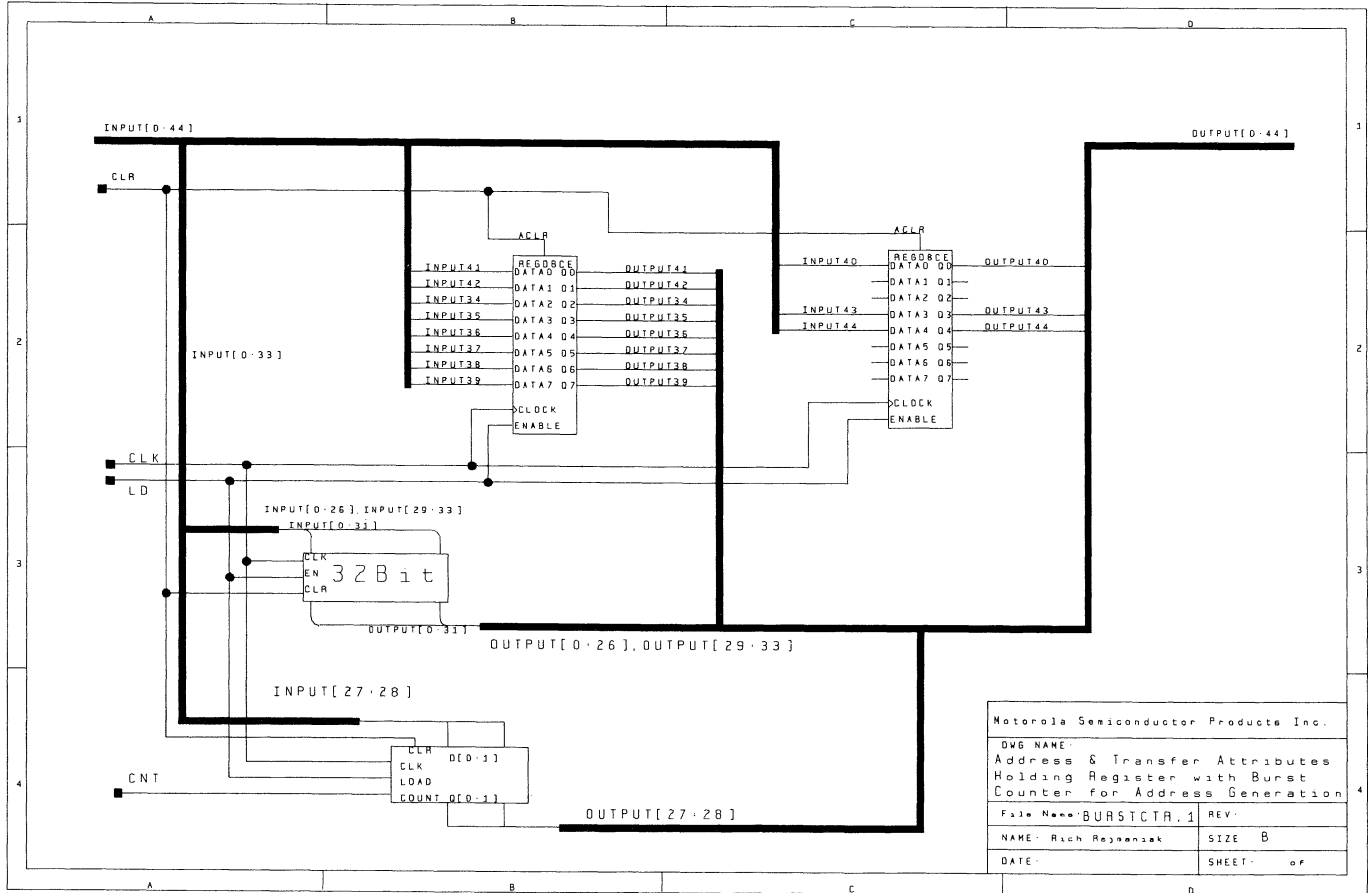 A B C D
1 1
INPUT[0:44]
OUTPUT[0:44]
CLR
ACLR
ACLR
REG08CE
INPUT41 DATA0 Q0 OUTPUT41
INPUT42 DATA1 Q1 OUTPUT42
INPUT34 DATA2 Q2 OUTPUT34
INPUT35 DATA3 Q3 OUTPUT35
INPUT36 DATA4 Q4 OUTPUT36
INPUT37 DATA5 Q5 OUTPUT37
INPUT38 DATA6 Q6 OUTPUT38
INPUT39 DATA7 Q7 OUTPUT39
CLOCK
ENABLE
REG08CE
INPUT40 DATA0 Q0 OUTPUT40
DATA1 Q1
DATA2 Q2
INPUT43 DATA3 Q3 OUTPUT43
INPUT44 DATA4 Q4 OUTPUT44
DATA5 Q5
DATA6 Q6
DATA7 Q7
CLOCK
ENABLE
2 2
INPUT[0:33]
CLK
LD
INPUT[0:26],INPUT[29:33]
INPUT[0:31]
CLK
EN 32Bit
CLR
3 3
OUTPUT[0:31]
OUTPUT[0:26],OUTPUT[29:33]
INPUT[27:28]
CLR
CLK D[0:1]
LOAD
COUNT Q[0:1]
CNT
4 4
OUTPUT[27:28]
Motorola Semiconductor Products Inc.
DWG NAME:
Address & Transfer Attributes
Holding Register with Burst
Counter for Address Generation
File Name:BURSTCTR.1 REV:
NAME: Rich Rejmaniak SIZE B
DATE: SHEET: of
A B C D